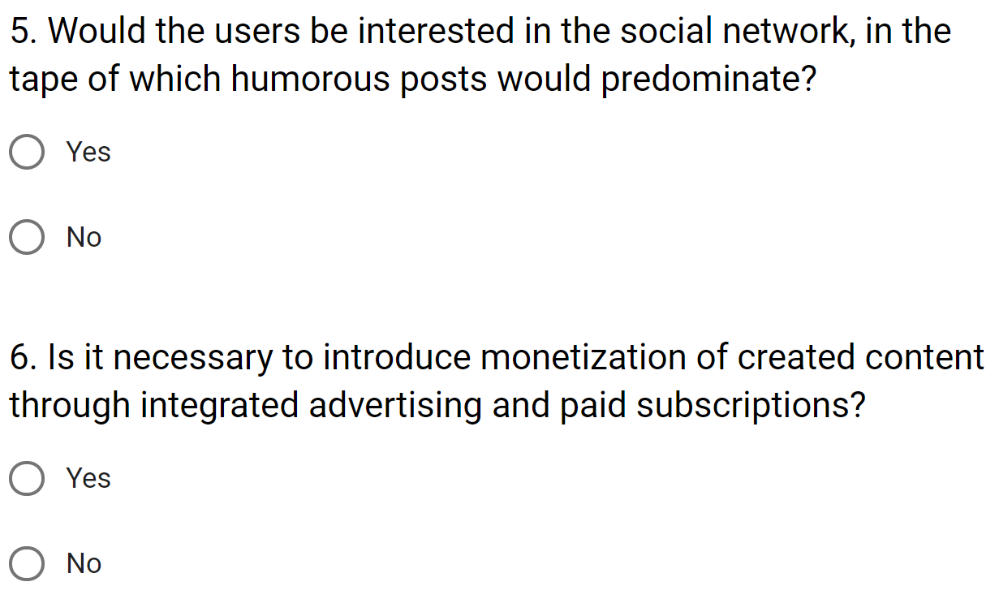 5. Would the users be interested in the social network, in the
tape of which humorous posts would predominate?
Yes
No
6. Is it necessary to introduce monetization of created content
through integrated advertising and paid subscriptions?
Yes
No